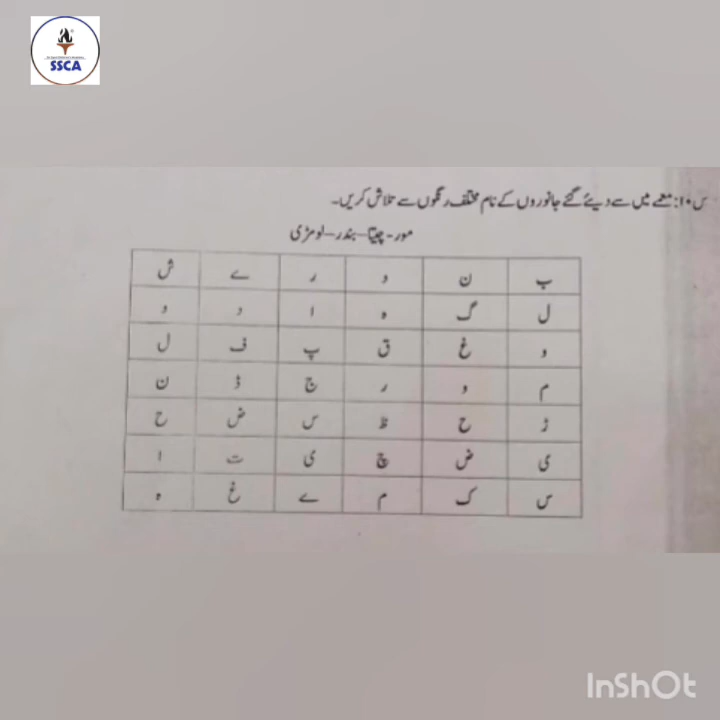 SSCA
س۱۰: معمے میں سے دیئے گئے جانوروں کے نام مختلف رنگوں سے تلاش کریں۔
مور - چیتا - بندر - لومڑی
ب ن د ر ے ش
ل گ ہ ا د و
و غ ق پ ف ل
م و ر ج ڈ ن
ڑ ح ظ س ض ح
ی ض چ ی ت ا
س ک م ے غ ہ
InShOt